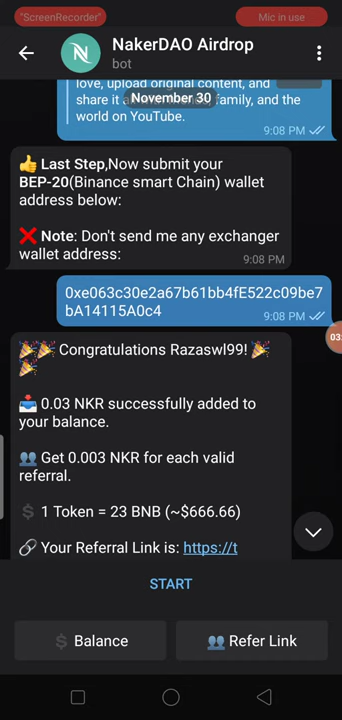 "ScreenRecorder"
Mic in use
NakerDAO Airdrop
bot
love, upload original content, and
share it a family, and the
November 30
world on YouTube.
9:08 PM
👍 Last Step,Now submit your
BEP-20(Binance smart Chain) wallet
address below:
❌ Note: Don't send me any exchanger
wallet address:
9:08 PM
0xe063c30e2a67b61bb4fE522c09be7
bA14115A0c4
9:08 PM
🎉🎉 Congratulations Razaswl99! 🎉
🎉
📥 0.03 NKR successfully added to
your balance.
👥 Get 0.003 NKR for each valid
referral.
💲 1 Token = 23 BNB (~$666.66)
🔗 Your Referral Link is: https://t
03
START
💲 Balance
👥 Refer Link